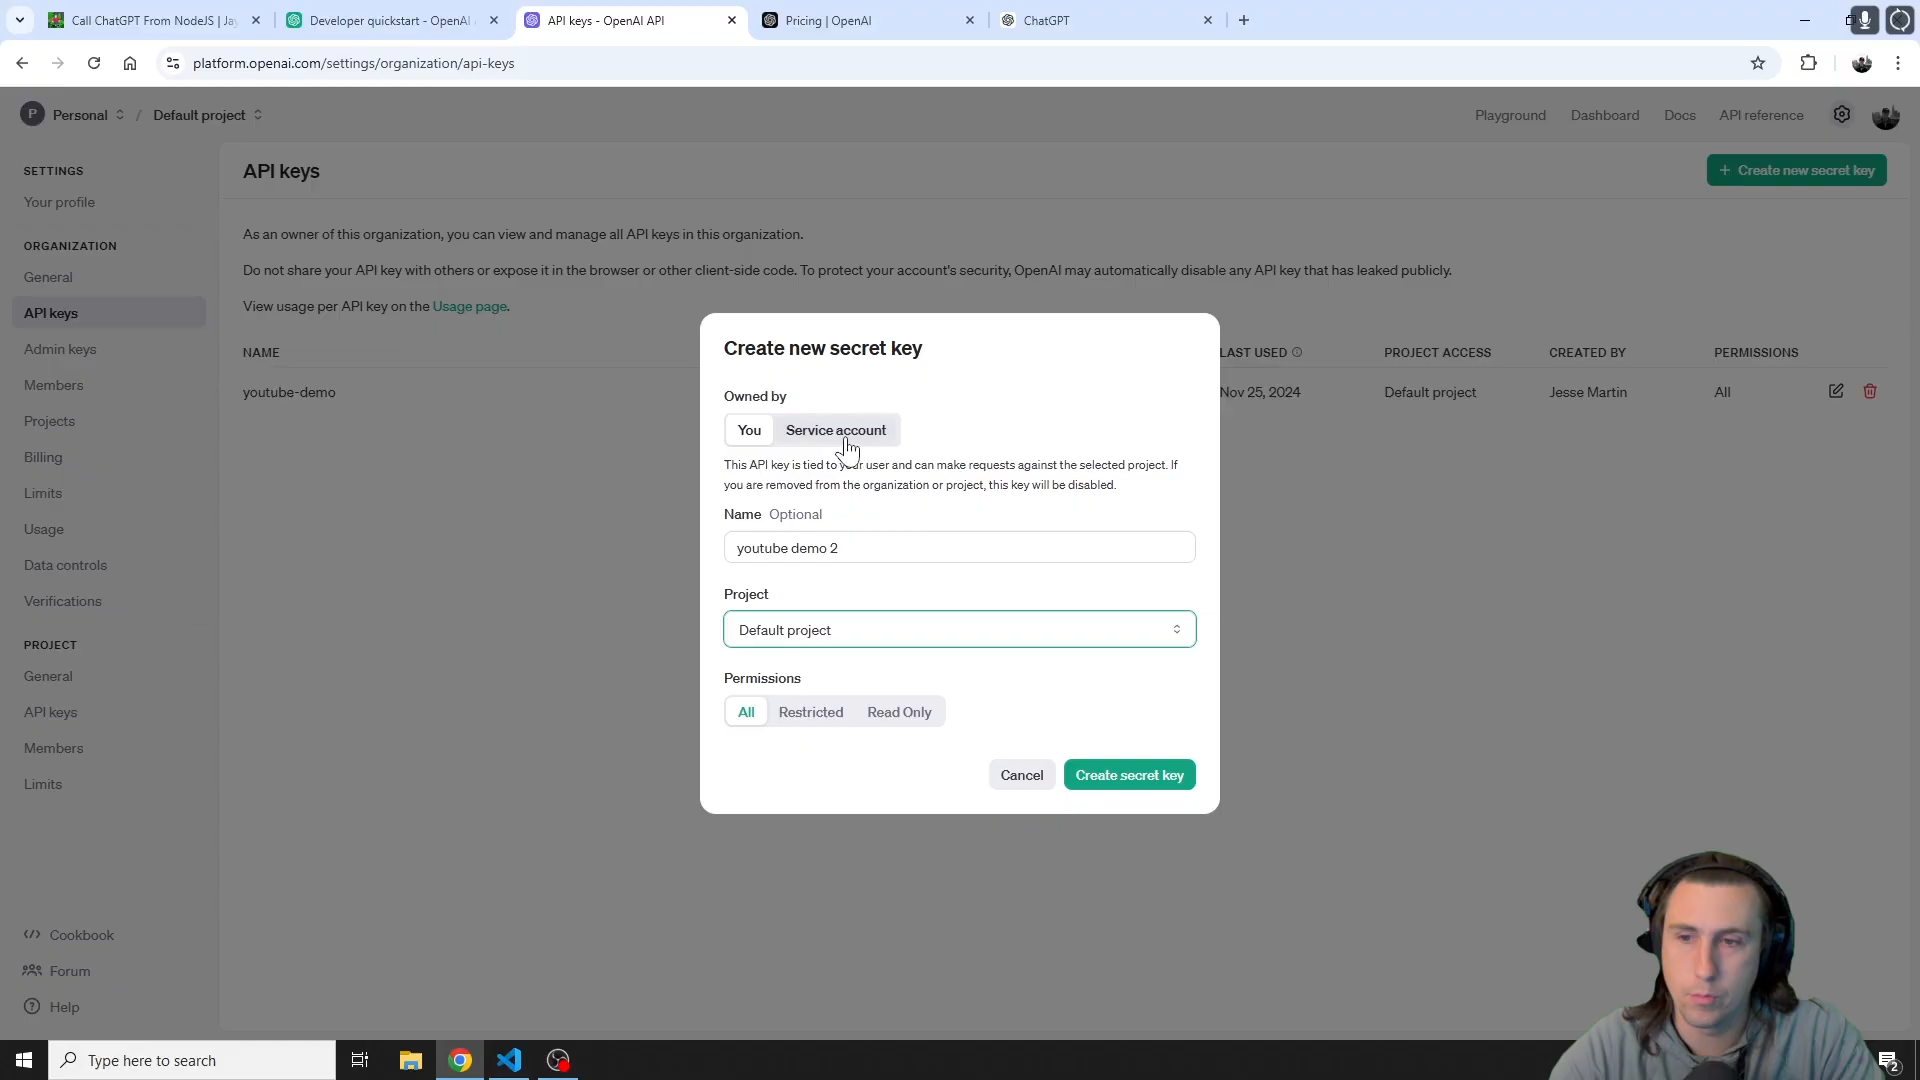 Call ChatGPT From NodeJS | Jay
Developer quickstart - OpenAI A
API keys - OpenAI API
Pricing | OpenAI
ChatGPT
platform.openai.com/settings/organization/api-keys
P Personal / Default project
Playground Dashboard Docs API reference
SETTINGS
Your profile
ORGANIZATION
General
API keys
Admin keys
Members
Projects
Billing
Limits
Usage
Data controls
Verifications
PROJECT
General
API keys
Members
Limits
Cookbook
Forum
Help
API keys
+ Create new secret key
As an owner of this organization, you can view and manage all API keys in this organization.
Do not share your API key with others or expose it in the browser or other client-side code. To protect your account's security, OpenAI may automatically disable any API key that has leaked publicly.
View usage per API key on the Usage page.
NAME LAST USED PROJECT ACCESS CREATED BY PERMISSIONS
youtube-demo Nov 25, 2024 Default project Jesse Martin All
Create new secret key
Owned by
You Service account
This API key is tied to your user and can make requests against the selected project. If
you are removed from the organization or project, this key will be disabled.
Name Optional
youtube demo 2
Project
Default project
Permissions
All Restricted Read Only
Cancel Create secret key
Type here to search
2